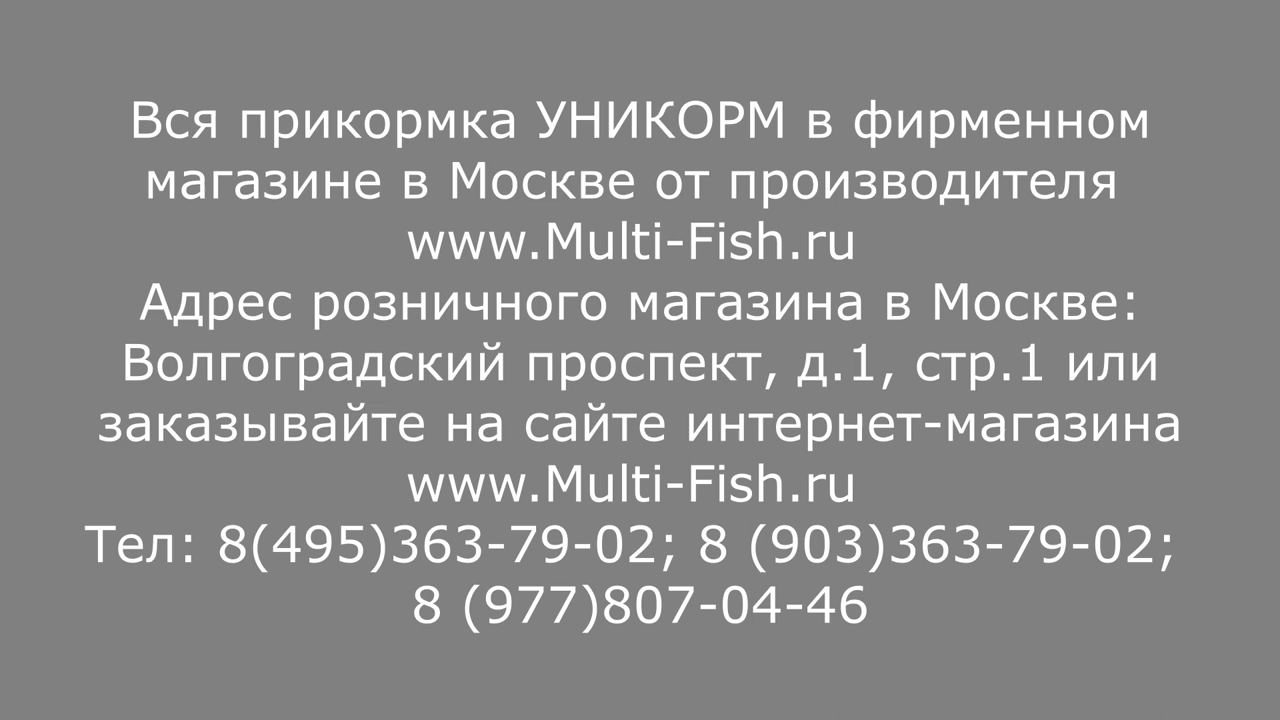 Вся прикормка УНИКОРМ в фирменном
магазине в Москве от производителя
www.Multi-Fish.ru
Адрес розничного магазина в Москве:
Волгоградский проспект, д.1, стр.1 или
заказывайте на сайте интернет-магазина
www.Multi-Fish.ru
Тел: 8(495)363-79-02; 8 (903)363-79-02;
8 (977)807-04-46